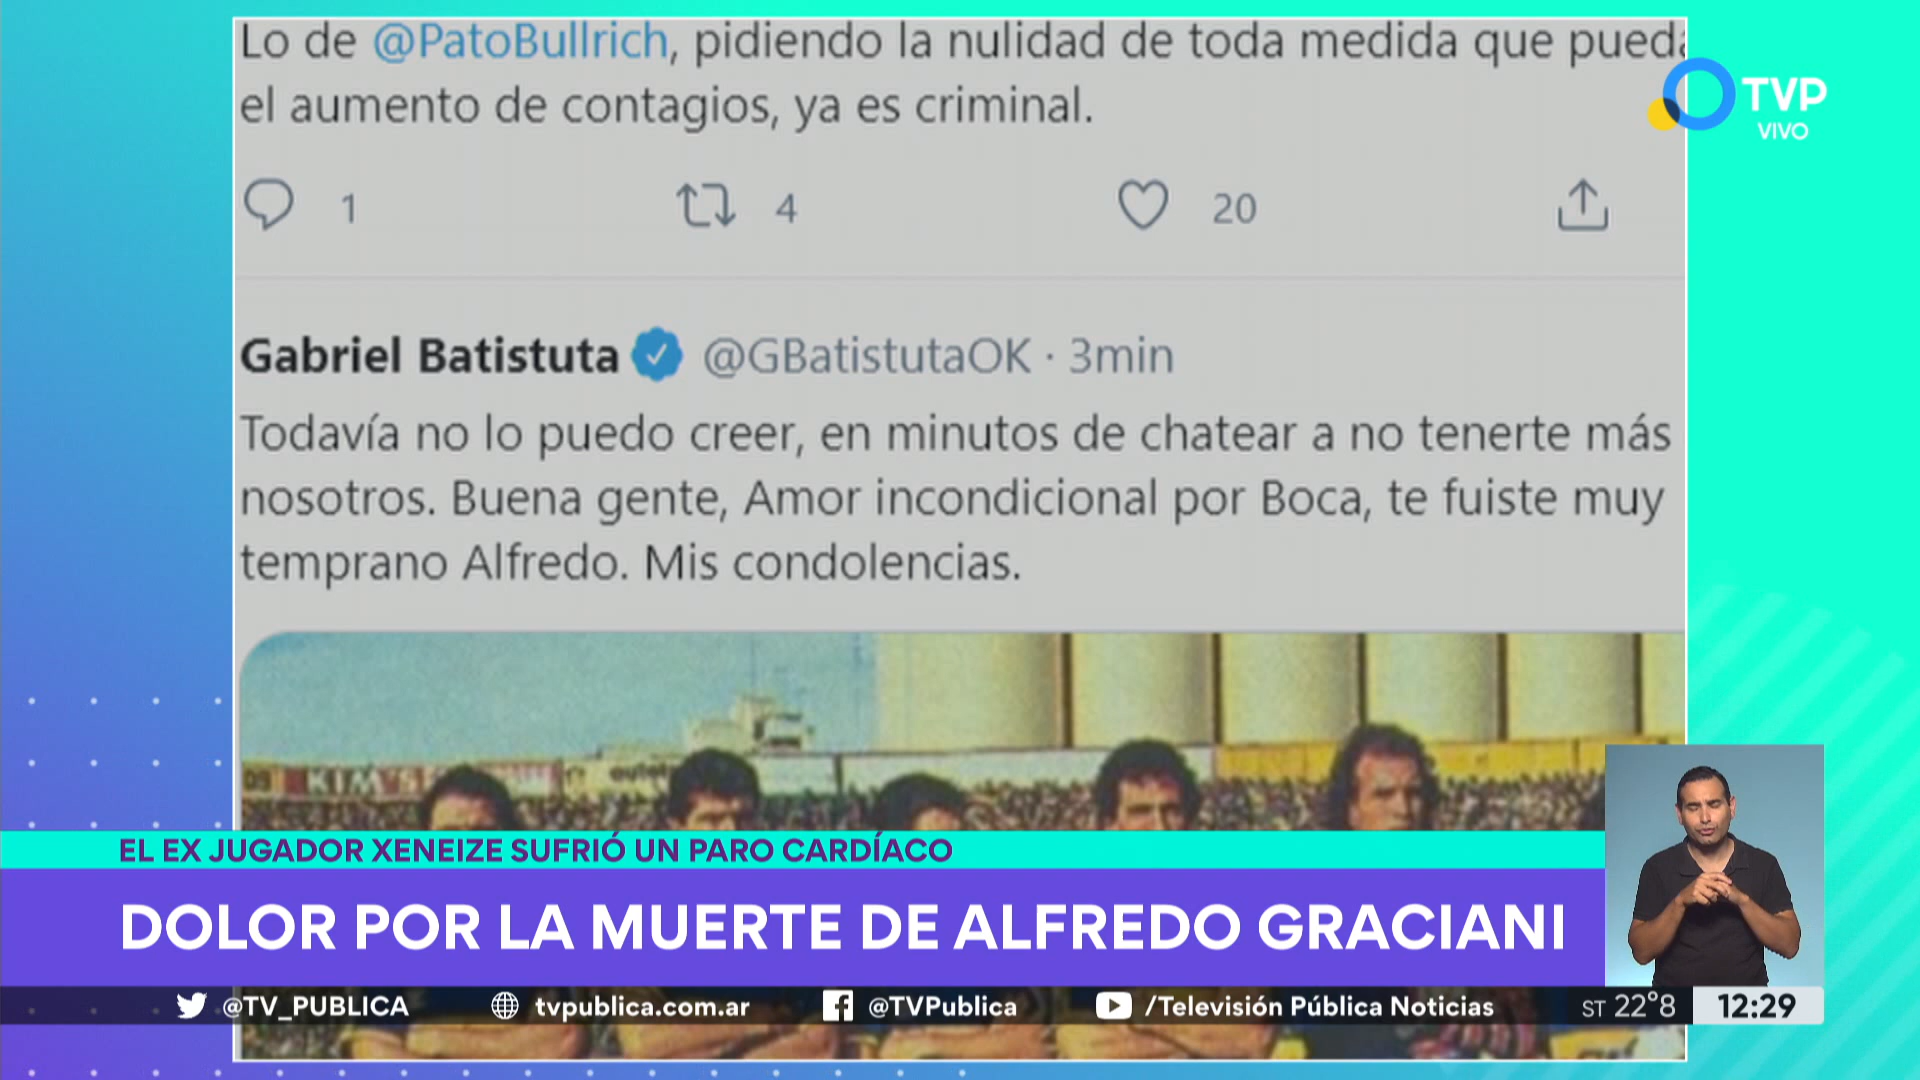 Lo de @PatoBullrich, pidiendo la nulidad de toda medida que pueda
el aumento de contagios, ya es criminal.
TVP
VIVO
1 4 20
Gabriel Batistuta @GBatistutaOK · 3min
Todavía no lo puedo creer, en minutos de chatear a no tenerte más
nosotros. Buena gente, Amor incondicional por Boca, te fuiste muy
temprano Alfredo. Mis condolencias.
EL EX JUGADOR XENEIZE SUFRIÓ UN PARO CARDÍACO
DOLOR POR LA MUERTE DE ALFREDO GRACIANI
@TV_PUBLICA tvpublica.com.ar @TVPublica /Televisión Pública Noticias ST 22°8 12:29